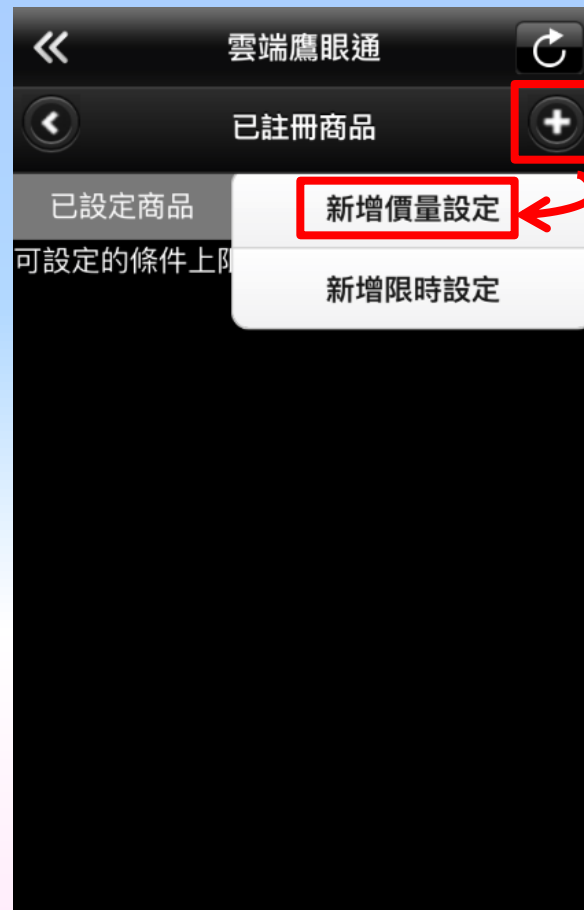 雲端鷹眼通
已註冊商品
已設定商品
新增價量設定
可設定的條件上
新增限時設定